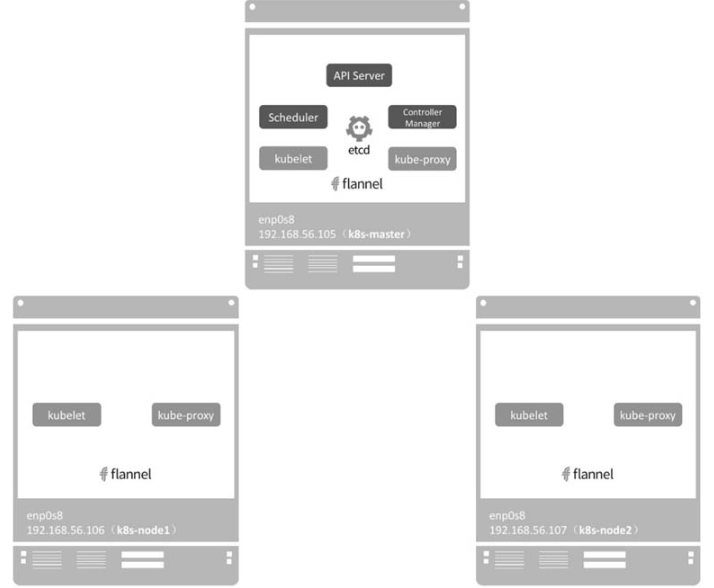 API Server
Scheduler
Controller
Manager
etcd
kubelet
kube-proxy
flannel
enp0s8
192.168.56.105（k8s-master）
kubelet
kube-proxy
flannel
enp0s8
192.168.56.106（k8s-node1）
kubelet
kube-proxy
flannel
enp0s8
192.168.56.107（k8s-node2）